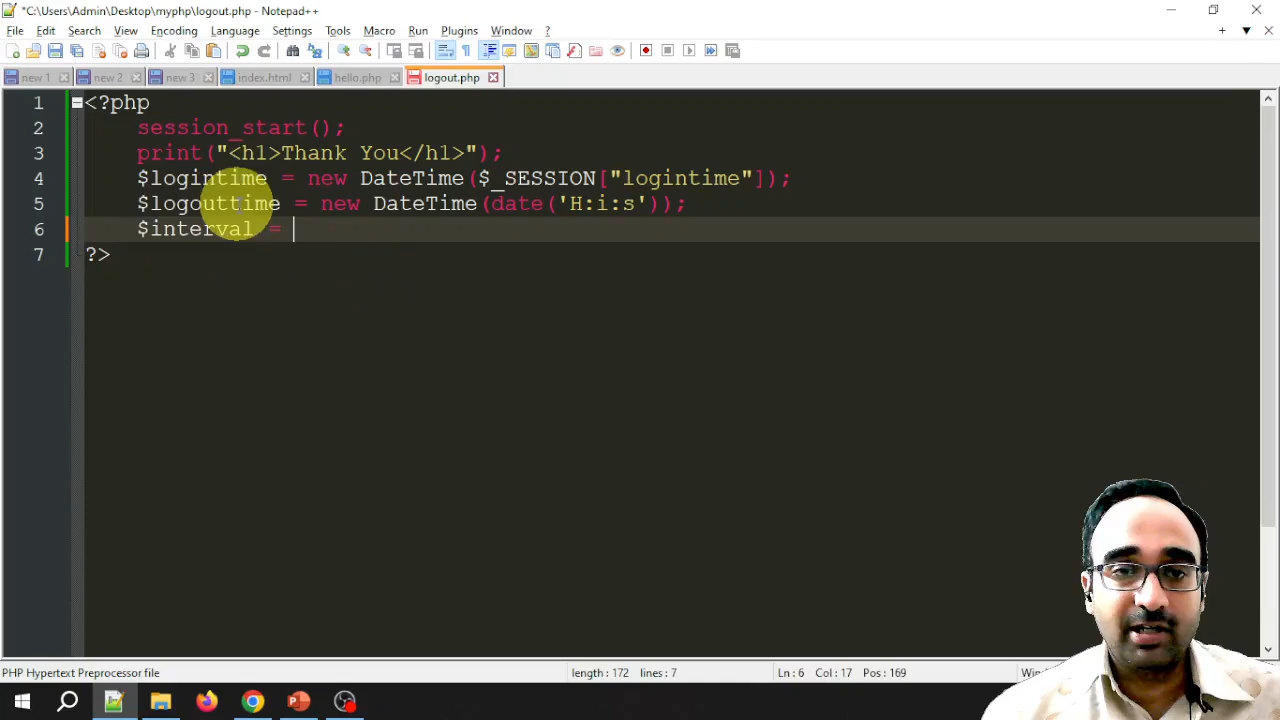 *C:\Users\Admin\Desktop\myphp\logout.php - Notepad++
File Edit Search View Encoding Language Settings Tools Macro Run Plugins Window ?
new 1 new 2 new 3 index.html hello.php logout.php
1 <?php
2 session_start();
3 print("<h1>Thank You</h1>");
4 $logintime = new DateTime($_SESSION["logintime"]);
5 $logouttime = new DateTime(date('H:i:s'));
6 $interval =
7 ?>
PHP Hypertext Preprocessor file length : 172 lines : 7 Ln : 6 Col : 17 Pos : 169